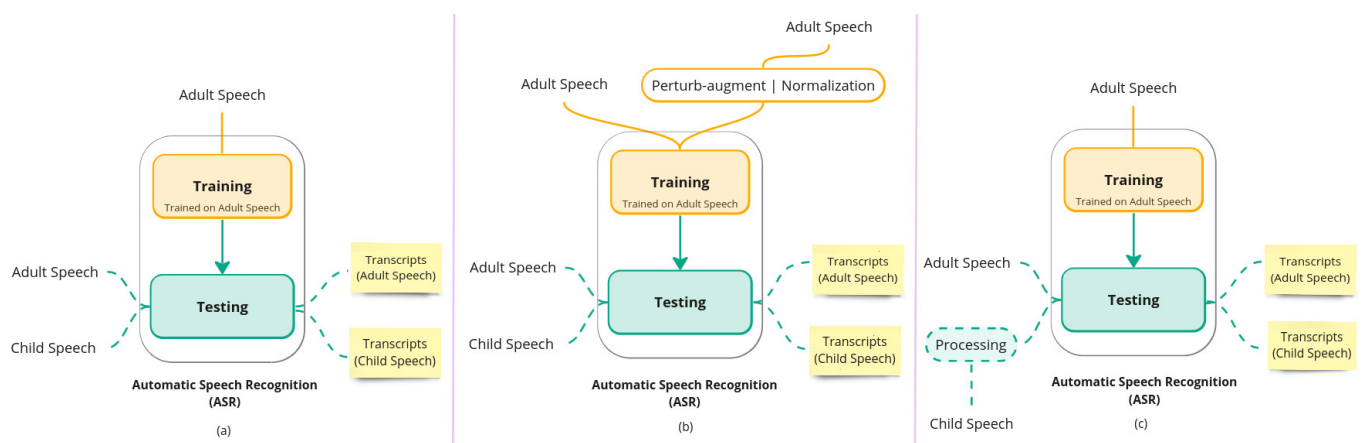 Adult Speech
Training
Trained on Adult Speech
Adult Speech
Child Speech
Testing
Transcripts
(Adult Speech)
Transcripts
(Child Speech)
Automatic Speech Recognition
(ASR)
(a)
Adult Speech
Adult Speech
Perturb-augment | Normalization
Training
Trained on Adult Speech
Adult Speech
Child Speech
Testing
Transcripts
(Adult Speech)
Transcripts
(Child Speech)
Automatic Speech Recognition
(ASR)
(b)
Adult Speech
Training
Trained on Adult Speech
Adult Speech
Processing
Child Speech
Testing
Transcripts
(Adult Speech)
Transcripts
(Child Speech)
Automatic Speech Recognition
(ASR)
(c)